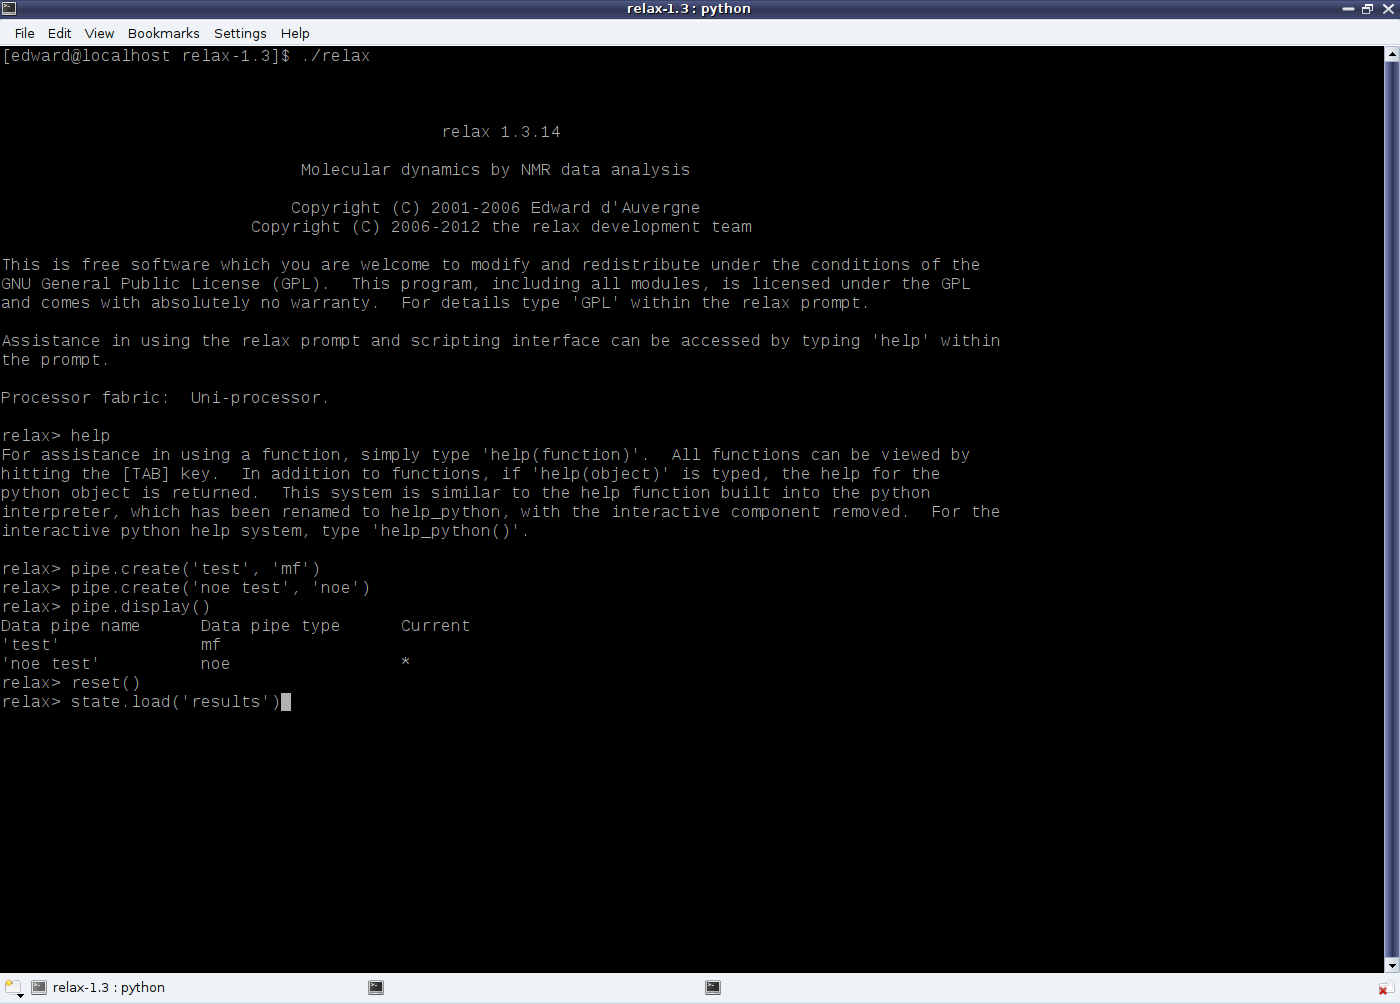 relax-1.3 : python
File Edit View Bookmarks Settings Help
[edward@localhost relax-1.3]$ ./relax
relax 1.3.14
Molecular dynamics by NMR data analysis
Copyright (C) 2001-2006 Edward d'Auvergne
Copyright (C) 2006-2012 the relax development team
This is free software which you are welcome to modify and redistribute under the conditions of the
GNU General Public License (GPL).  This program, including all modules, is licensed under the GPL
and comes with absolutely no warranty.  For details type 'GPL' within the relax prompt.
Assistance in using the relax prompt and scripting interface can be accessed by typing 'help' within
the prompt.
Processor fabric:  Uni-processor.
relax> help
For assistance in using a function, simply type 'help(function)'.  All functions can be viewed by
hitting the [TAB] key.  In addition to functions, if 'help(object)' is typed, the help for the
python object is returned.  This system is similar to the help function built into the python
interpreter, which has been renamed to help_python, with the interactive component removed.  For the
interactive python help system, type 'help_python()'.
relax> pipe.create('test', 'mf')
relax> pipe.create('noe test', 'noe')
relax> pipe.display()
Data pipe name      Data pipe type      Current
'test'              mf
'noe test'          noe                 *
relax> reset()
relax> state.load('results')
relax-1.3 : python